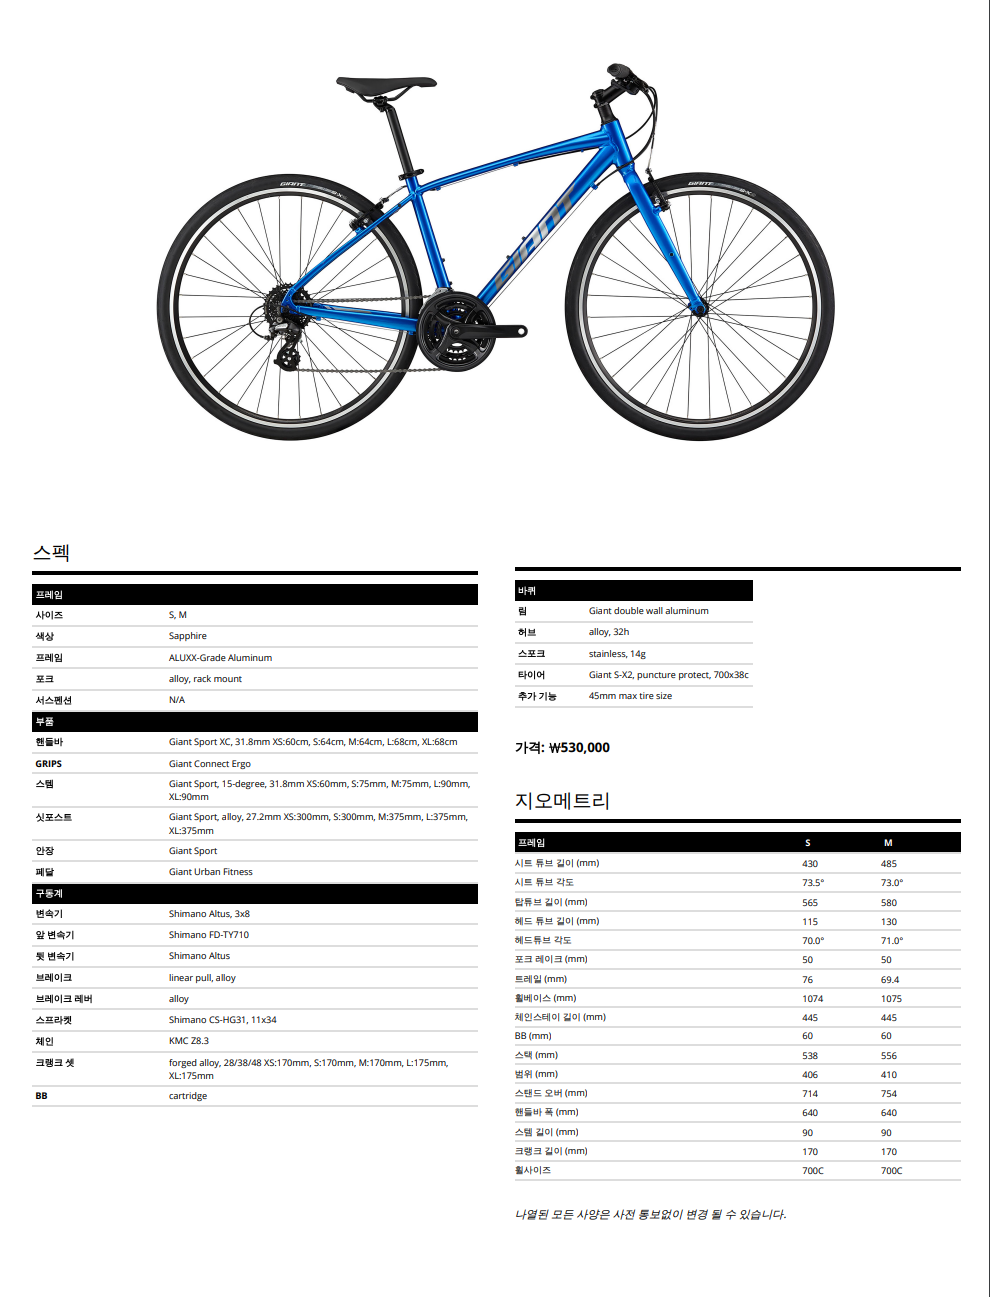 GIANT
GIANT
GIANT
스펙
프레임
사이즈 S, M
색상 Sapphire
프레임 ALUXX-Grade Aluminum
포크 alloy, rack mount
서스펜션 N/A
부품
핸들바 Giant Sport XC, 31.8mm XS:60cm, S:64cm, M:64cm, L:68cm, XL:68cm
GRIPS Giant Connect Ergo
스템 Giant Sport, 15-degree, 31.8mm XS:60mm, S:75mm, M:75mm, L:90mm,
XL:90mm
싯포스트 Giant Sport, alloy, 27.2mm XS:300mm, S:300mm, M:375mm, L:375mm,
XL:375mm
안장 Giant Sport
페달 Giant Urban Fitness
구동계
변속기 Shimano Altus, 3x8
앞 변속기 Shimano FD-TY710
뒷 변속기 Shimano Altus
브레이크 linear pull, alloy
브레이크 레버 alloy
스프라켓 Shimano CS-HG31, 11x34
체인 KMC Z8.3
크랭크 셋 forged alloy, 28/38/48 XS:170mm, S:170mm, M:170mm, L:175mm,
XL:175mm
BB cartridge
바퀴
림 Giant double wall aluminum
허브 alloy, 32h
스포크 stainless, 14g
타이어 Giant S-X2, puncture protect, 700x38c
추가 기능 45mm max tire size
가격: ₩530,000
지오메트리
프레임 S M
시트 튜브 길이 (mm) 430 485
시트 튜브 각도 73.5° 73.0°
탑튜브 길이 (mm) 565 580
헤드 튜브 길이 (mm) 115 130
헤드튜브 각도 70.0° 71.0°
포크 레이크 (mm) 50 50
트레일 (mm) 76 69.4
휠베이스 (mm) 1074 1075
체인스테이 길이 (mm) 445 445
BB (mm) 60 60
스택 (mm) 538 556
범위 (mm) 406 410
스탠드 오버 (mm) 714 754
핸들바 폭 (mm) 640 640
스템 길이 (mm) 90 90
크랭크 길이 (mm) 170 170
휠사이즈 700C 700C
나열된 모든 사양은 사전 통보없이 변경 될 수 있습니다.